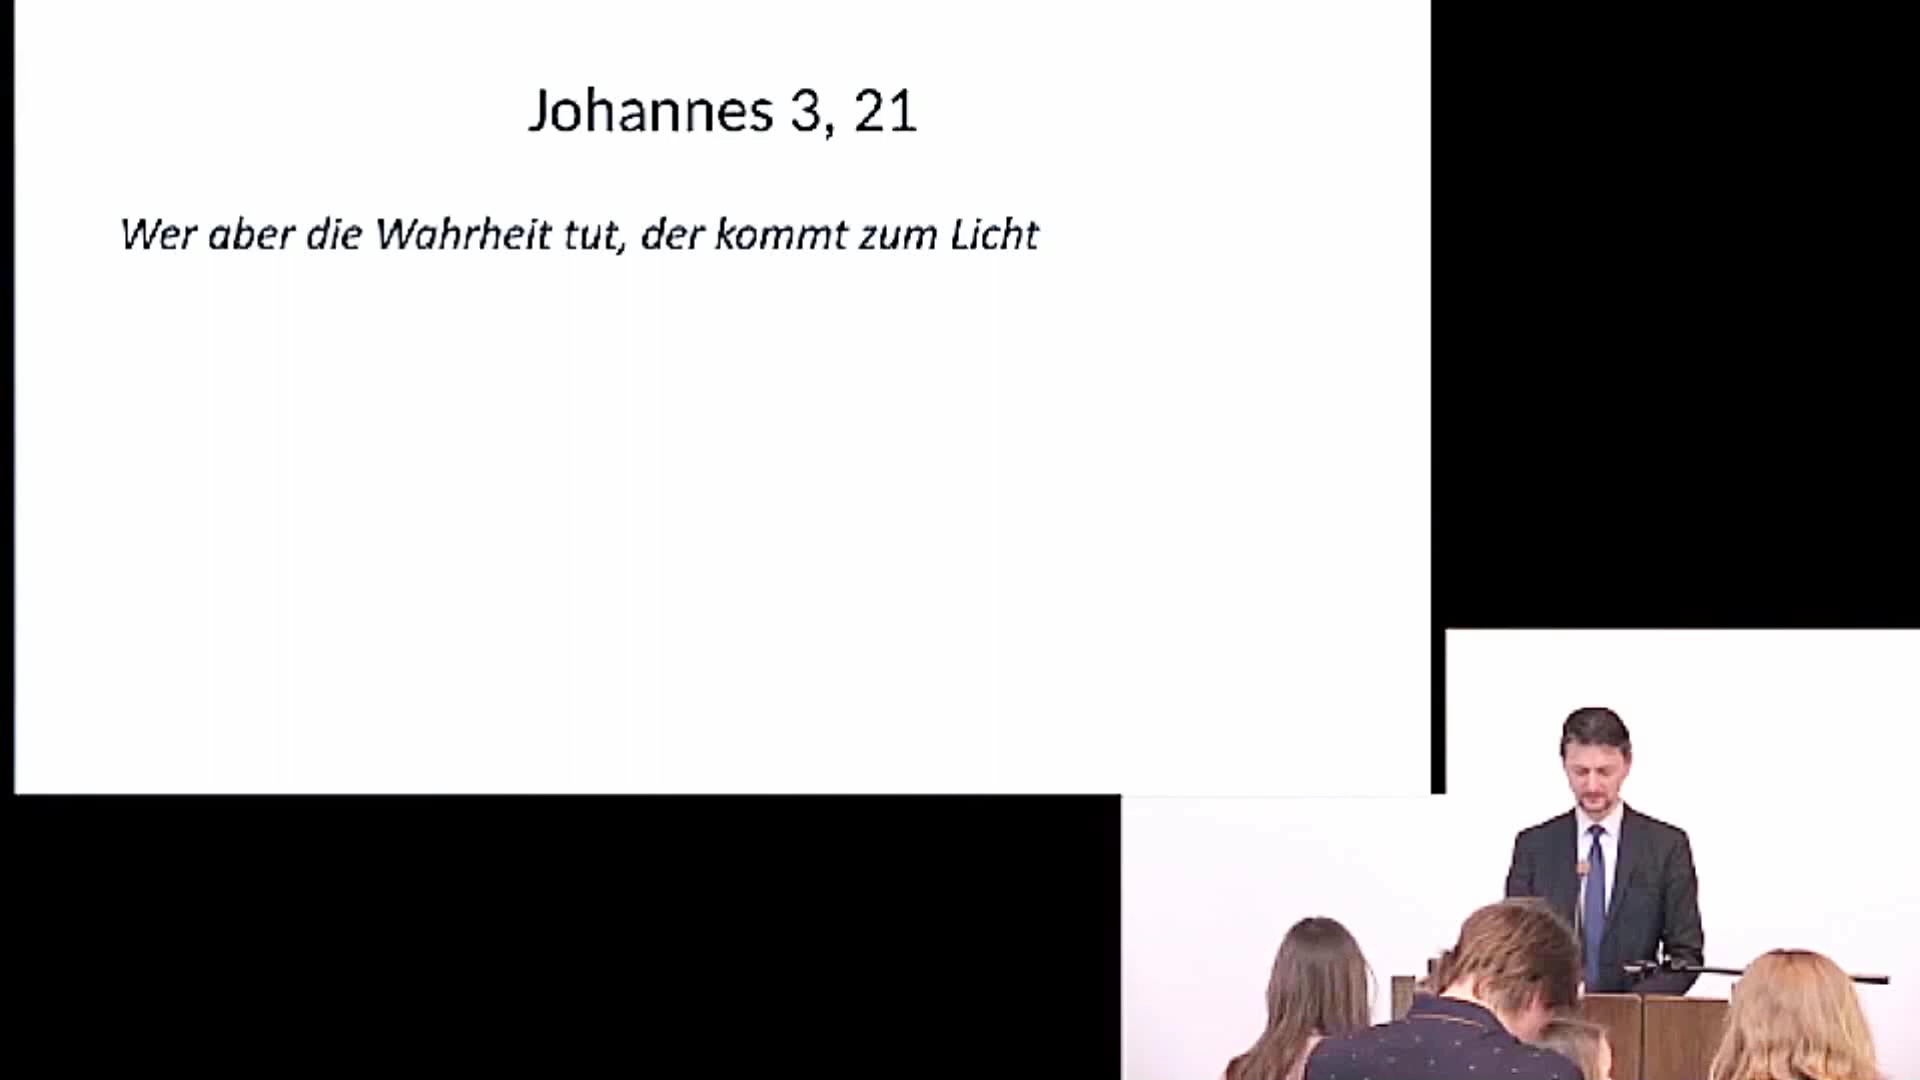 Johannes 3, 21
Wer aber die Wahrheit tut, der kommt zum Licht